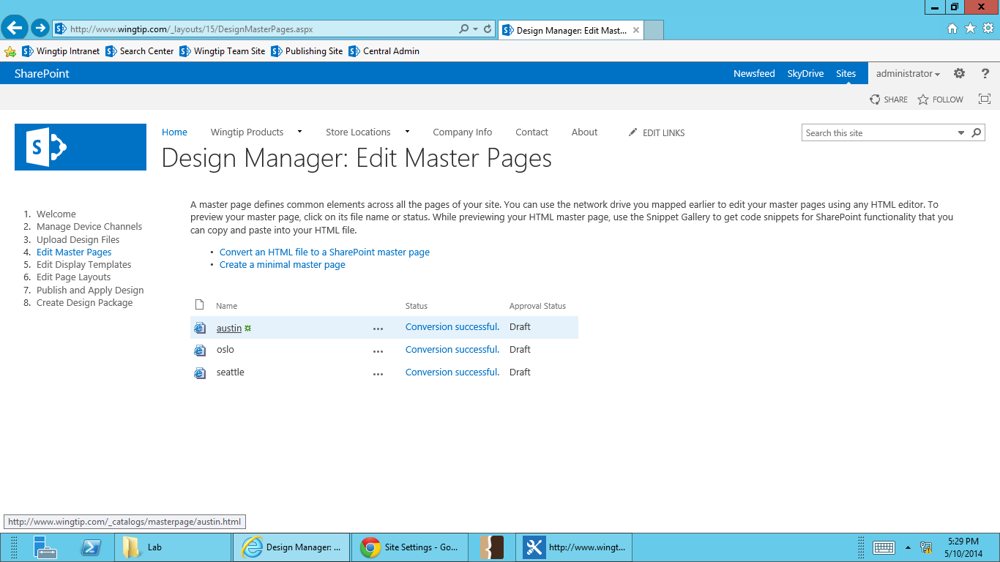 http://www.wingtip.com/_layouts/15/DesignMasterPages.aspx
Design Manager: Edit Mast...
Wingtip Intranet Search Center Wingtip Team Site Publishing Site Central Admin
SharePoint Newsfeed SkyDrive Sites administrator ?
SHARE FOLLOW
S
Home Wingtip Products Store Locations Company Info Contact About EDIT LINKS Search this site
Design Manager: Edit Master Pages
1. Welcome
2. Manage Device Channels
3. Upload Design Files
4. Edit Master Pages
5. Edit Display Templates
6. Edit Page Layouts
7. Publish and Apply Design
8. Create Design Package
A master page defines common elements across all the pages of your site. You can use the network drive you mapped earlier to edit your master pages using any HTML editor. To
preview your master page, click on its file name or status. While previewing your HTML master page, use the Snippet Gallery to get code snippets for SharePoint functionality that you
can copy and paste into your HTML file.
• Convert an HTML file to a SharePoint master page
• Create a minimal master page
Name Status Approval Status
austin ... Conversion successful. Draft
oslo ... Conversion successful. Draft
seattle ... Conversion successful. Draft
http://www.wingtip.com/_catalogs/masterpage/austin.html
Lab
Design Manager: ...
Site Settings - Go...
http://www.wingt...
5:29 PM
5/10/2014